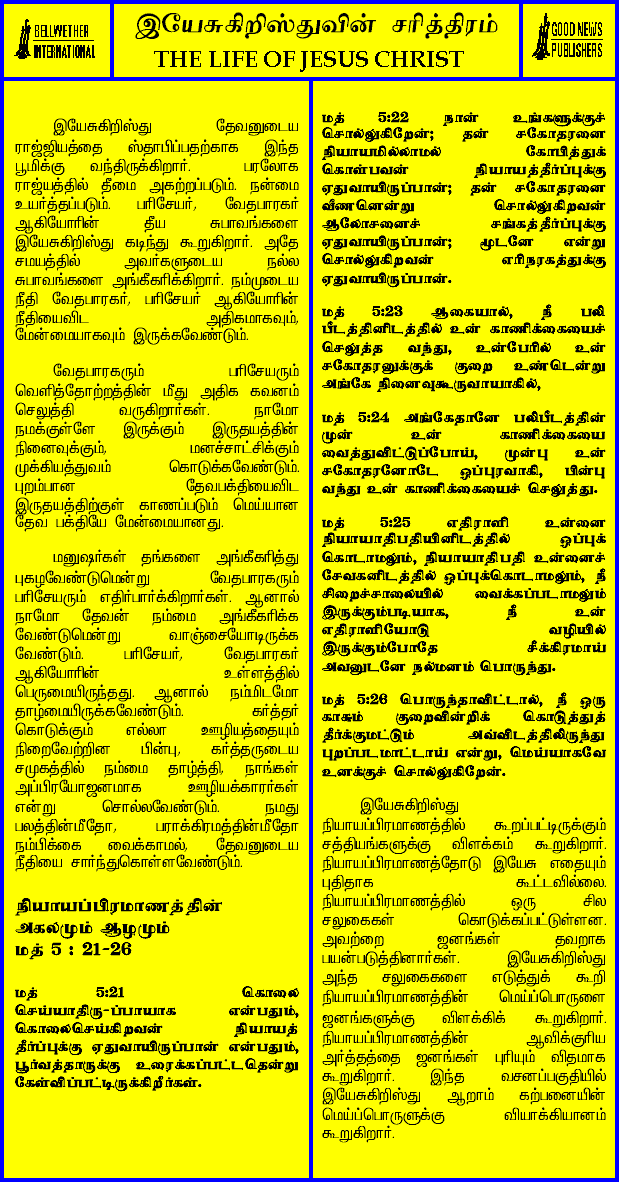 BELLWETHER
INTERNATIONAL
இயேசுகிறிஸ்துவின் சரித்திரம்
THE LIFE OF JESUS CHRIST
GOOD NEWS
PUBLISHERS
இயேசுகிறிஸ்து தேவனுடைய
ராஜ்ஜியத்தை ஸ்தாபிப்பதற்காக இந்த
பூமிக்கு வந்திருக்கிறார். பரலோக
ராஜ்யத்தில் தீமை அகற்றப்படும். நன்மை
உயர்த்தப்படும். பரிசேயர், வேதபாரகர்
ஆகியோரின் தீய சுபாவங்களை
இயேசுகிறிஸ்து கடிந்து கூறுகிறார். அதே
சமயத்தில் அவர்களுடைய நல்ல
சுபாவங்களை அங்கீகரிக்கிறார். நம்முடைய
நீதி வேதபாரகர், பரிசேயர் ஆகியோரின்
நீதியைவிட அதிகமாகவும்,
மேன்மையாகவும் இருக்கவேண்டும்.
வேதபாரகரும் பரிசேயரும்
வெளித்தோற்றத்தின் மீது அதிக கவனம்
செலுத்தி வருகிறார்கள். நாமோ
நமக்குள்ளே இருக்கும் இருதயத்தின்
நினைவுக்கும், மனச்சாட்சிக்கும்
முக்கியத்துவம் கொடுக்கவேண்டும்.
புறம்பான தேவபக்தியைவிட
இருதயத்திற்குள் காணப்படும் மெய்யான
தேவ பக்தியே மேன்மையானது.
மனுஷர்கள் தங்களை அங்கீகரித்து
புகழவேண்டுமென்று வேதபாரகரும்
பரிசேயரும் எதிர்பார்க்கிறார்கள். ஆனால்
நாமோ தேவன் நம்மை அங்கீகரிக்க
வேண்டுமென்று வாஞ்சையோடிருக்க
வேண்டும். பரிசேயர், வேதபாரகர்
ஆகியோரின் உள்ளத்தில்
பெருமையிருந்தது. ஆனால் நம்மிடமோ
தாழ்மையிருக்கவேண்டும். கர்த்தர்
கொடுக்கும் எல்லா ஊழியத்தையும்
நிறைவேற்றின பின்பு, கர்த்தருடைய
சமுகத்தில் நம்மை தாழ்த்தி, நாங்கள்
அப்பிரயோஜனமாக ஊழியக்காரர்கள்
என்று சொல்லவேண்டும். நமது
பலத்தின்மீதோ, பராக்கிரமத்தின்மீதோ
நம்பிக்கை வைக்காமல், தேவனுடைய
நீதியை சார்ந்துகொள்ளவேண்டும்.
நியாயப்பிரமாணத்தின்
அகலமும் ஆழமும்
மத் 5 : 21-26
மத் 5:21 கொலை
செய்யாதிரு-ப்பாயாக என்பதும்,
கொலைசெய்கிறவன் நியாயத்
தீர்ப்புக்கு ஏதுவாயிருப்பான் என்பதும்,
பூர்வத்தாருக்கு உரைக்கப்பட்டதென்று
கேள்விப்பட்டிருக்கிறீர்கள்.
மத் 5:22 நான் உங்களுக்குச்
சொல்லுகிறேன்; தன் சகோதரனை
நியாயமில்லாமல் கோபித்துக்
கொள்பவன் நியாயத்தீர்ப்புக்கு
ஏதுவாயிருப்பான்; தன் சகோதரனை
வீணனென்று சொல்லுகிறவன்
ஆலோசனைச் சங்கத்தீர்ப்புக்கு
ஏதுவாயிருப்பான்; மூடனே என்று
சொல்லுகிறவன் எரிநரகத்துக்கு
ஏதுவாயிருப்பான்.
மத் 5:23 ஆகையால், நீ பலி
பீடத்தினிடத்தில் உன் காணிக்கையைச்
செலுத்த வந்து, உன்பேரில் உன்
சகோதரனுக்குக் குறை உண்டென்று
அங்கே நினைவுகூருவாயாகில்,
மத் 5:24 அங்கேதானே பலிபீடத்தின்
முன் உன் காணிக்கையை
வைத்துவிட்டுப்போய், முன்பு உன்
சகோதரனோடே ஒப்புரவாகி, பின்பு
வந்து உன் காணிக்கையைச் செலுத்து.
மத் 5:25 எதிராளி உன்னை
நியாயாதிபதியினிடத்தில் ஒப்புக்
கொடாமலும், நியாயாதிபதி உன்னைச்
சேவகனிடத்தில் ஒப்புக்கொடாமலும், நீ
சிறைச்சாலையில் வைக்கப்படாமலும்
இருக்கும்படியாக, நீ உன்
எதிராளியோடு வழியில்
இருக்கும்போதே சீக்கிரமாய்
அவனுடனே நல்மனம் பொருந்து.
மத் 5:26 பொருந்தாவிட்டால், நீ ஒரு
காசும் குறைவின்றிக் கொடுத்துத்
தீர்க்குமட்டும் அவ்விடத்திலிருந்து
புறப்படமாட்டாய் என்று, மெய்யாகவே
உனக்குச் சொல்லுகிறேன்.
இயேசுகிறிஸ்து
நியாயப்பிரமாணத்தில் கூறப்பட்டிருக்கும்
சத்தியங்களுக்கு விளக்கம் கூறுகிறார்.
நியாயப்பிரமாணத்தோடு இயேசு எதையும்
புதிதாக கூட்டவில்லை.
நியாயப்பிரமாணத்தில் ஒரு சில
சலுகைகள் கொடுக்கப்பட்டுள்ளன.
அவற்றை ஜனங்கள் தவறாக
பயன்படுத்தினார்கள். இயேசுகிறிஸ்து
அந்த சலுகைகளை எடுத்துக் கூறி
நியாயப்பிரமாணத்தின் மெய்ப்பொருளை
ஜனங்களுக்கு விளக்கிக் கூறுகிறார்.
நியாயப்பிரமாணத்தின் ஆவிக்குரிய
அர்த்தத்தை ஜனங்கள் புரியும் விதமாக
கூறுகிறார். இந்த வசனப்பகுதியில்
இயேசுகிறிஸ்து ஆறாம் கற்பனையின்
மெய்ப்பொருளுக்கு வியாக்கியானம்
கூறுகிறார்.